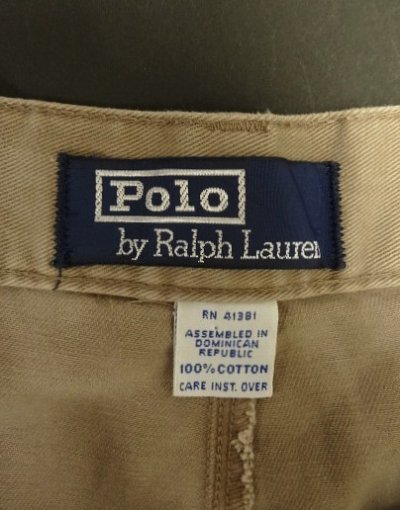 Polo
by Ralph Lauren
RN 41381
ASSEMBLED IN
DOMINICAN
REPUBLIC
100% COTTON
CARE INST. OVER